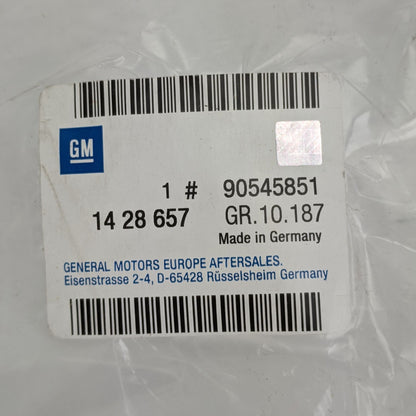 GM
1 # 90545851
14 28 657 GR.10.187
Made in Germany
GENERAL MOTORS EUROPE AFTERSALES.
Eisenstrasse 2-4, D-65428 Rüsselsheim Germany